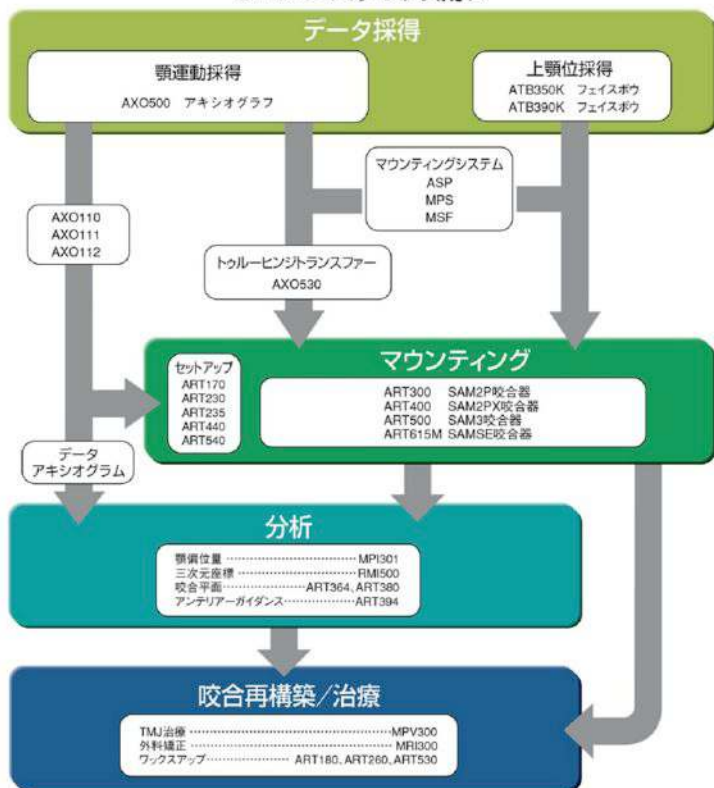 データ採得
顎運動採得
AXO500 アキシオグラフ
上顎位採得
ATB350K フェイスボウ
ATB390K フェイスボウ
マウンティングシステム
ASP
MPS
MSF
AXO110
AXO111
AXO112
トゥルーヒンジトランスファー
AXO530
マウンティング
セットアップ
ART170
ART230
ART235
ART440
ART540
ART300 SAM2P咬合器
ART400 SAM2PX咬合器
ART500 SAM3咬合器
ART615M SAMSE咬合器
データ
アキシオグラム
分析
顎偏位量 ································ MPI301
三次元座標 ································ RMI500
咬合平面 ···················· ART364、ART380
アンテリアーガイダンス ················ ART394
咬合再構築/治療
TMJ治療 ················································ MPV300
外科矯正 ················································ MRI300
ワックスアップ ···················· ART180、ART260、ART530